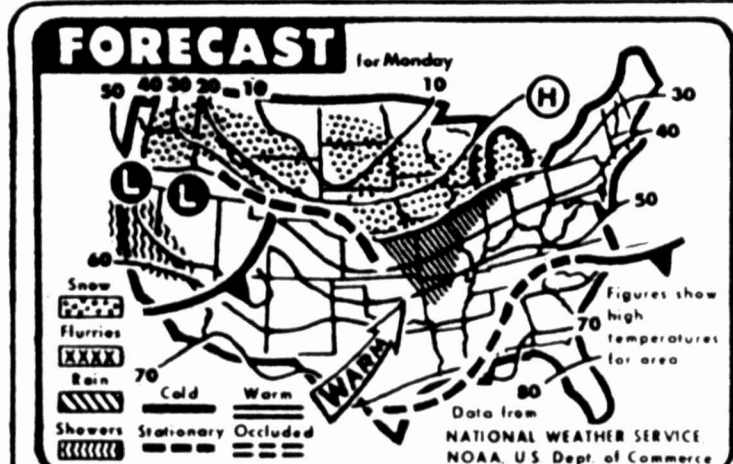 FORECAST
for Monday
50 40 30 20 -10 10 H 30
40
L L
50
60
Snow
Flurries
Rain
Showers
70
Cold Warm
Stationary Occluded
WARM
70
80
Figures show
high
temperatures
for area
Data from
NATIONAL WEATHER SERVICE,
NOAA, U.S. Dept. of Commerce